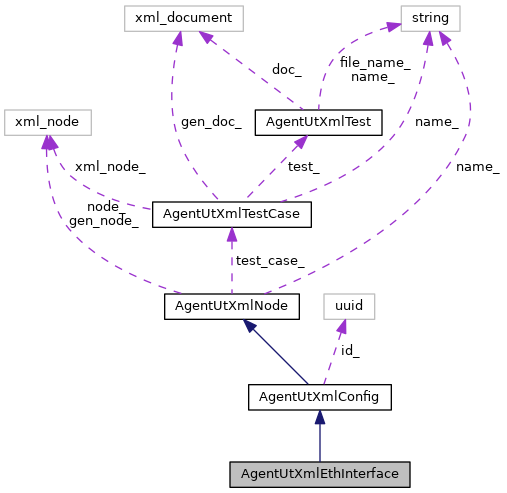 xml_document
string
doc_
file_name_
name_
xml_node
gen_doc_
AgentUtXmlTest
name_
xml_node_
test_
name_
node_
gen_node_
AgentUtXmlTestCase
test_case_
AgentUtXmlNode
uuid
id_
AgentUtXmlConfig
AgentUtXmlEthInterface